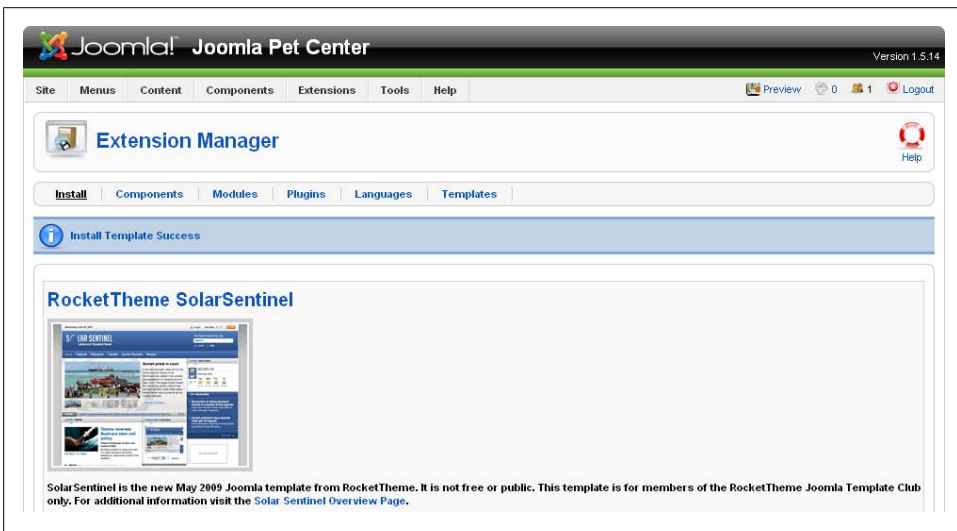 Joomla! Joomla Pet Center
Version 1.5.14
Site Menus Content Components Extensions Tools Help Preview 0 1 Logout
Extension Manager
Help
Install Components Modules Plugins Languages Templates
Install Template Success
RocketTheme SolarSentinel
SolarSentinel is the new May 2009 Joomla template from RocketTheme. It is not free or public. This template is for members of the RocketTheme Joomla Template Club
only. For additional information visit the Solar Sentinel Overview Page.